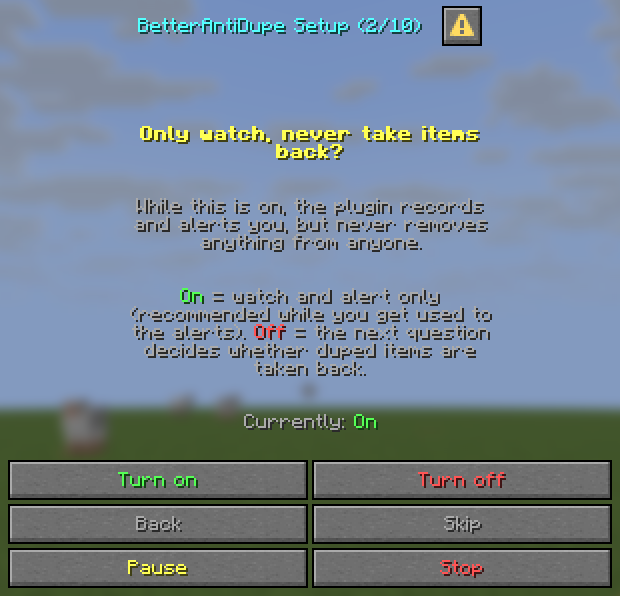 BetterAntiDupe Setup (2/10)
Only watch, never take items
back?
While this is on, the plugin records
and alerts you, but never removes
anything from anyone.
On = watch and alert only
(recommended while you get used to
the alerts). Off = the next question
decides whether duped items are
taken back.
Currently: On
Turn on
Turn off
Back
Skip
Pause
Stop